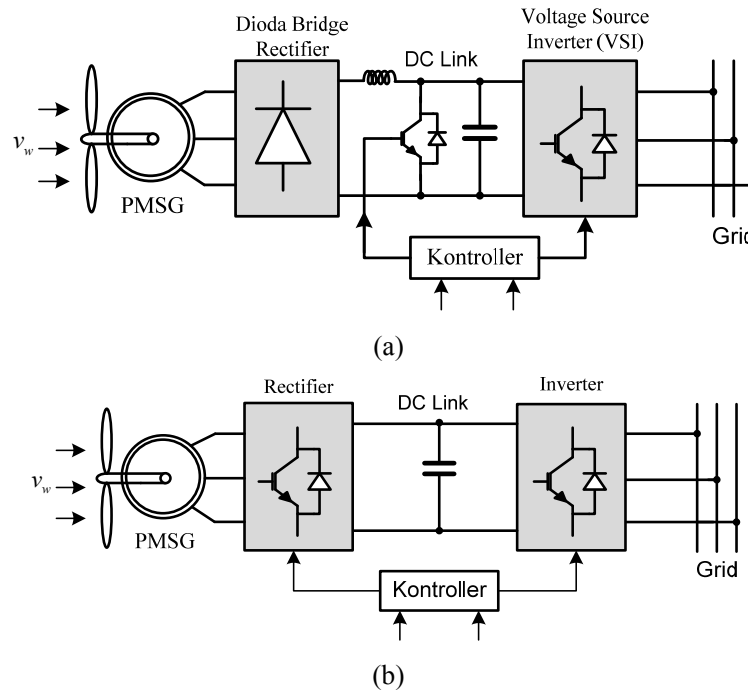 Dioda Bridge
Rectifier
DC Link
Voltage Source
Inverter (VSI)
v_w
PMSG
Kontroller
Grid
(a)
Rectifier
DC Link
Inverter
v_w
PMSG
Kontroller
Grid
(b)